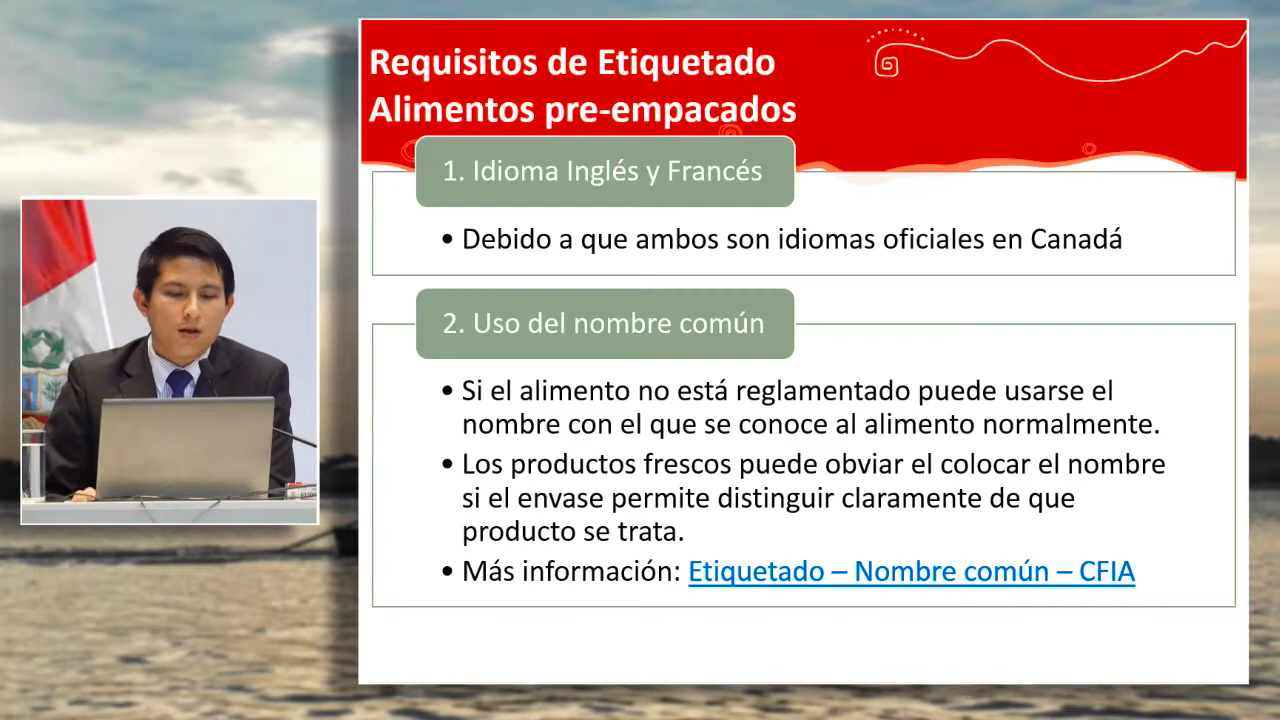 Requisitos de Etiquetado
Alimentos pre-empacados
1. Idioma Inglés y Francés
• Debido a que ambos son idiomas oficiales en Canadá
2. Uso del nombre común
• Si el alimento no está reglamentado puede usarse el
nombre con el que se conoce al alimento normalmente.
• Los productos frescos puede obviar el colocar el nombre
si el envase permite distinguir claramente de que
producto se trata.
• Más información: Etiquetado – Nombre común – CFIA